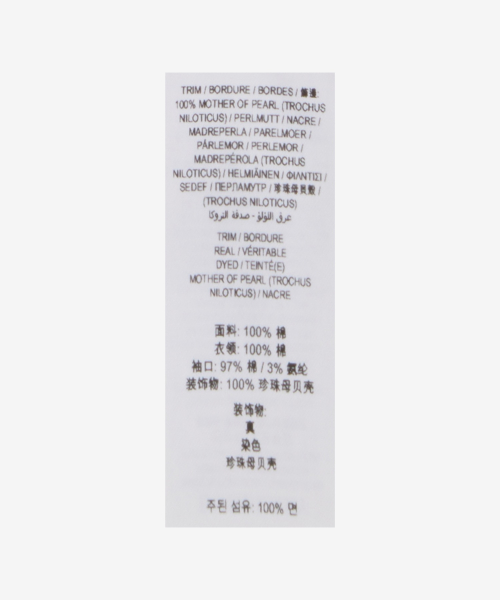 TRIM / BORDURE / BORDES / 飾邊:
100% MOTHER OF PEARL (TROCHUS
NILOTICUS) / PERLMUTT / NACRE /
MADREPERLA / PARELMOER /
PÄRLEMOR / PERLEMOR /
MADREPÉROLA (TROCHUS
NILOTICUS) / HELMIÄINEN / ΦΙΛΝΤΙΣΙ /
SEDEF / ПЕРЛАМУТР / 珍珠母貝殼 /
(TROCHUS NILOTICUS)
عرق اللؤلؤ - صدفة التروكا
TRIM / BORDURE
REAL / VÉRITABLE
DYED / TEINTÉ(E)
MOTHER OF PEARL (TROCHUS
NILOTICUS) / NACRE
面料: 100% 棉
衣领: 100% 棉
袖口: 97% 棉 / 3% 氨纶
装饰物: 100% 珍珠母贝壳
装饰物:
真
染色
珍珠母贝壳
주된 섬유: 100% 면